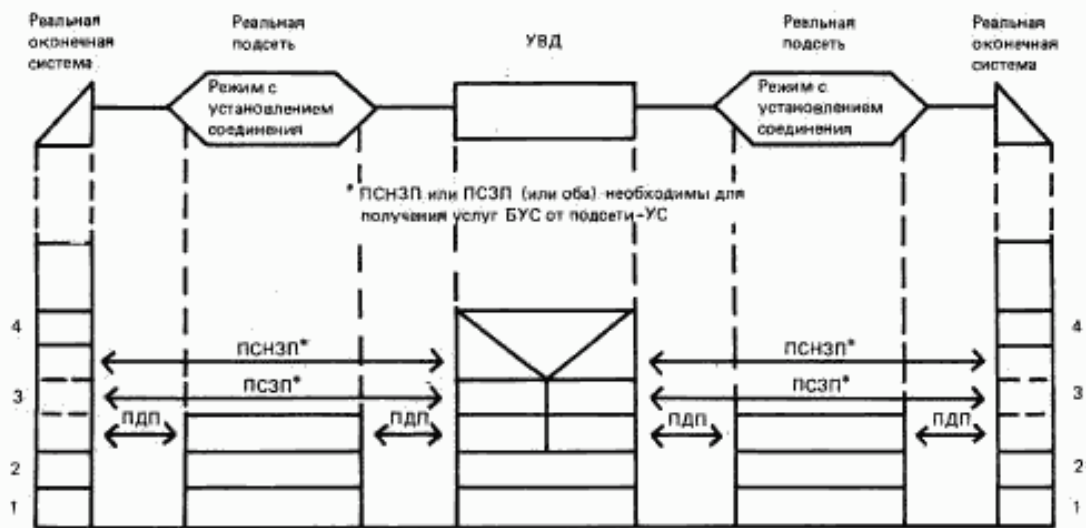 Реальная
оконечная
система
Реальная
подсеть
УВД
Реальная
подсеть
Реальная
оконечная
система
Режим с
установлением
соединения
Режим с
установлением
соединения
* ПСНЗП или ПСЗП (или оба) необходимы для
получения услуг БУС от подсети-УС
4
ПСНЗП*
ПСНЗП*
4
3
ПСЗП*
ПСЗП*
3
ПДП
ПДП
ПДП
ПДП
2
2
1
1